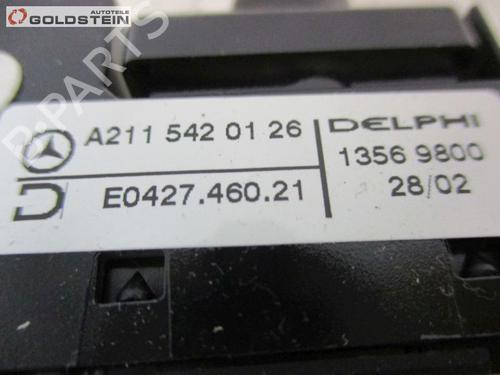 AUTOTEILE
GOLDSTEIN
B-PARTS
A211 542 01 26
DELPHI
E0427.460.21
1356 9800
28/02